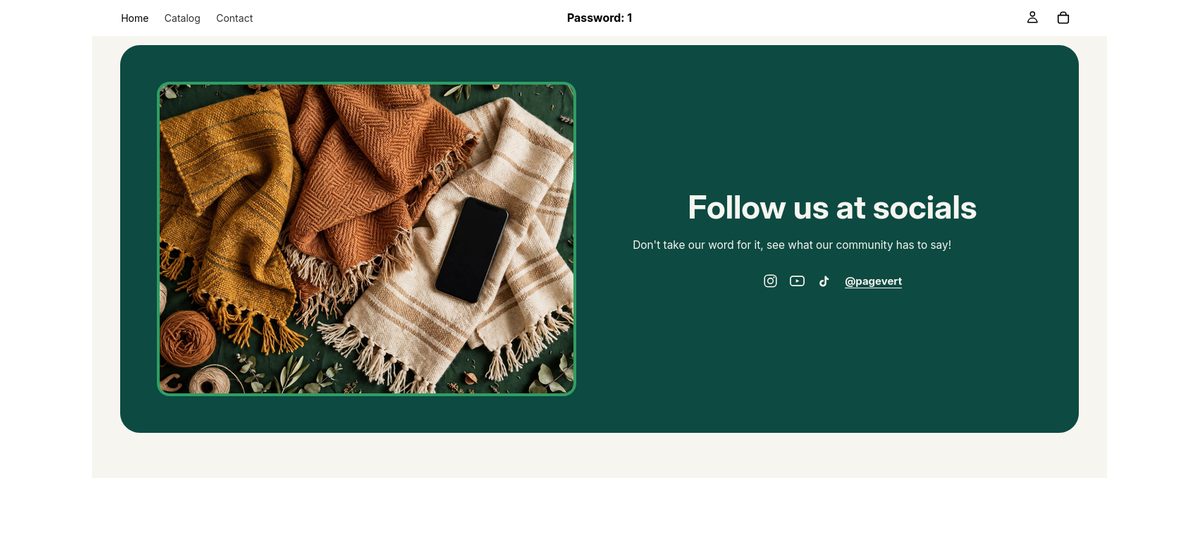 Home Catalog Contact Password: 1
Follow us at socials
Don't take our word for it, see what our community has to say!
@pagevert